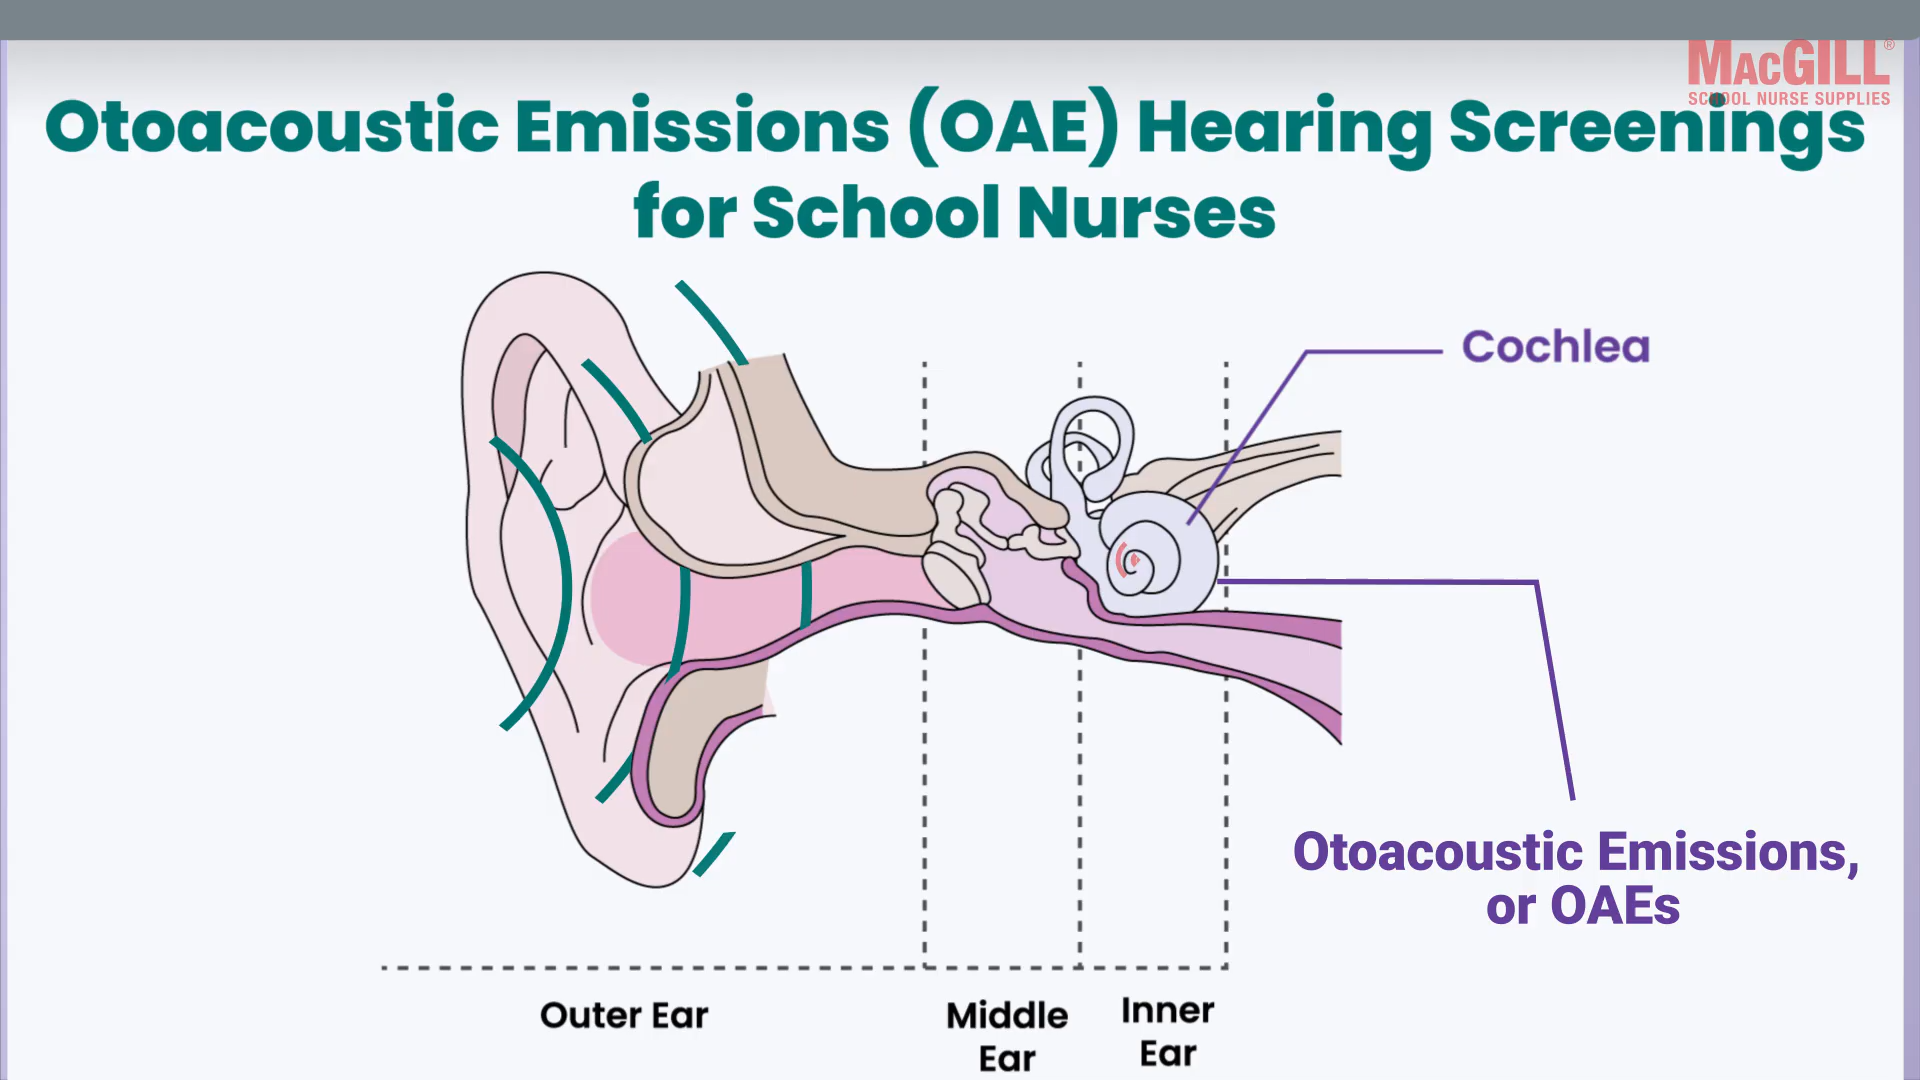 MACGILL®
SCHOOL NURSE SUPPLIES
Otoacoustic Emissions (OAE) Hearing Screenings
for School Nurses
Cochlea
Otoacoustic Emissions,
or OAEs
Outer Ear
Middle
Ear
Inner
Ear